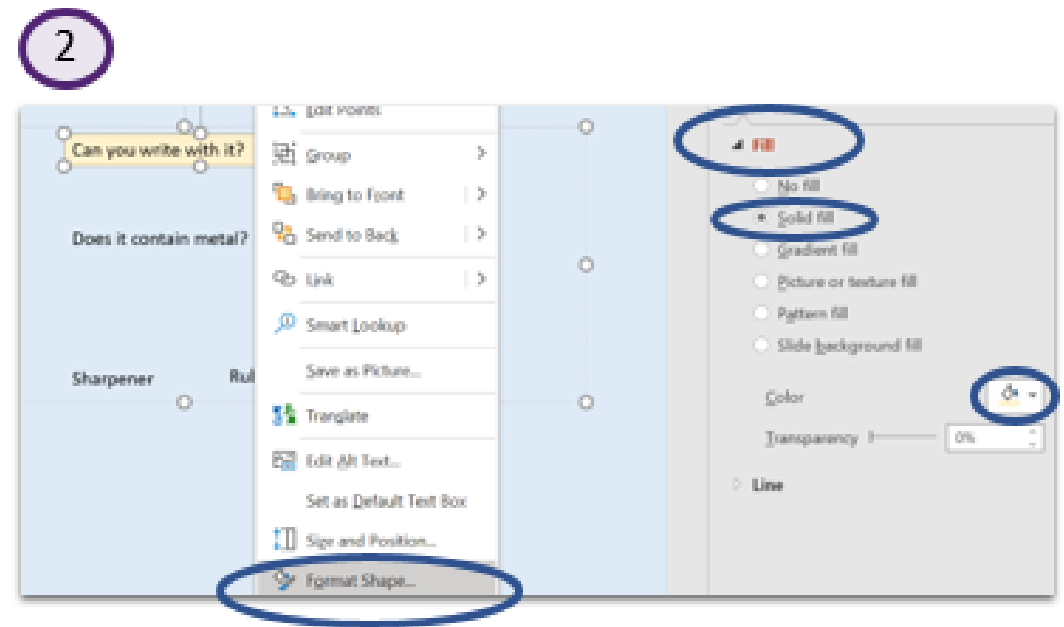 2
Edit Points
Can you write with it?
Group
Bring to Front
Does it contain metal?
Send to Back
Link
Smart Lookup
Sharpener
Rul
Save as Picture...
Translate
Edit Alt Text...
Set as Default Text Box
Size and Position...
Format Shape...
Fill
No fill
Solid fill
Gradient fill
Picture or texture fill
Pattern fill
Slide background fill
Color
Transparency 0%
Line